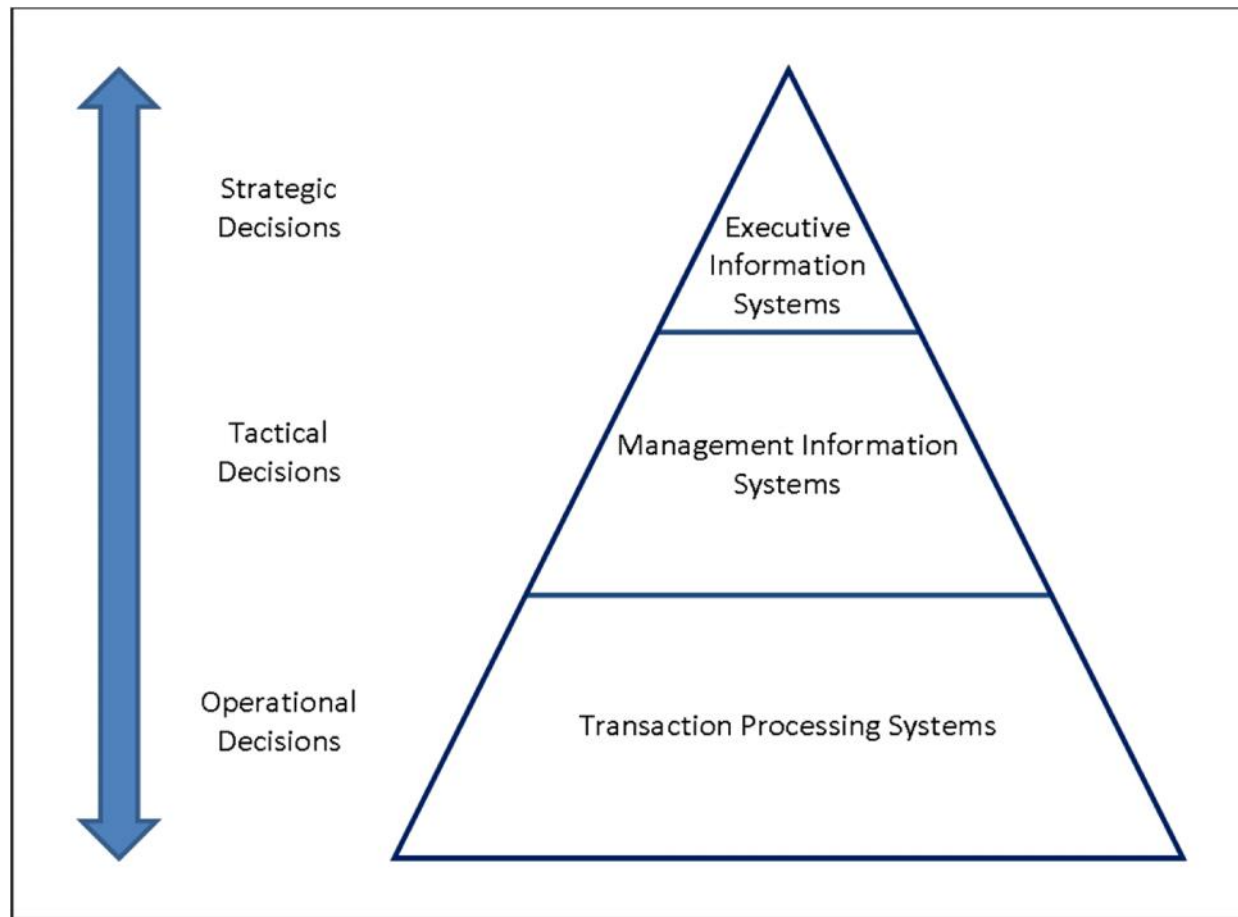 Strategic
Decisions
Executive
Information
Systems
Tactical
Decisions
Management Information
Systems
Operational
Decisions
Transaction Processing Systems